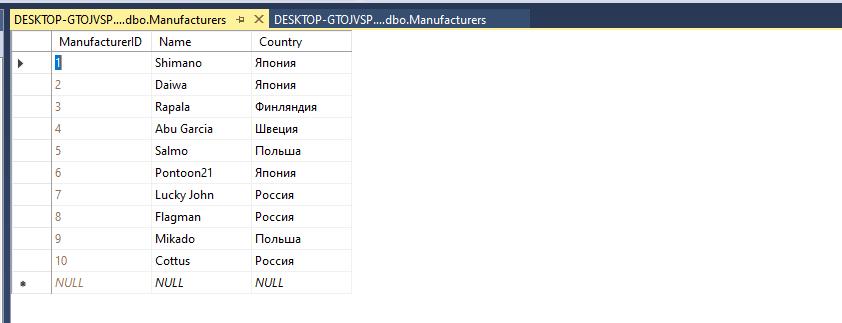 DESKTOP-GTOJVSP....dbo.Manufacturers DESKTOP-GTOJVSP....dbo.Manufacturers
ManufacturerID Name Country
1 Shimano Япония
2 Daiwa Япония
3 Rapala Финляндия
4 Abu Garcia Швеция
5 Salmo Польша
6 Pontoon21 Япония
7 Lucky John Россия
8 Flagman Россия
9 Mikado Польша
10 Cottus Россия
NULL NULL NULL